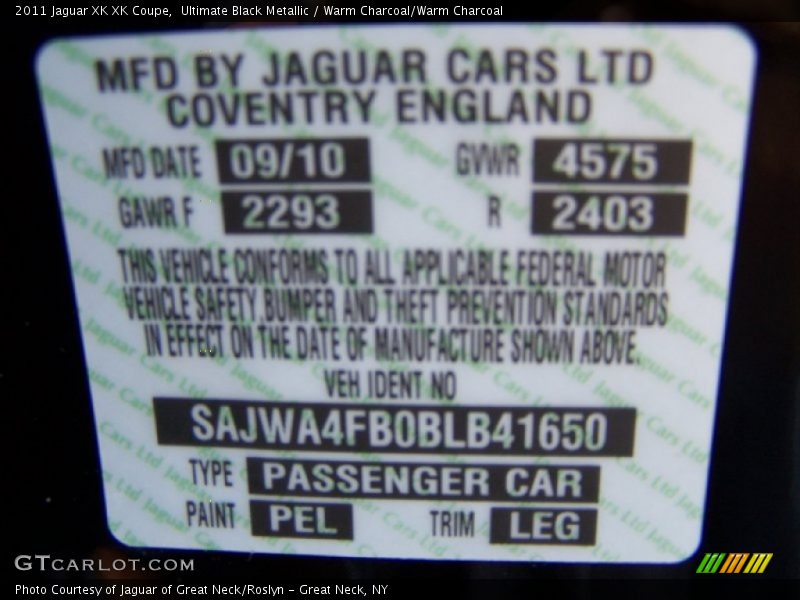 2011 Jaguar XK XK Coupe,  Ultimate Black Metallic / Warm Charcoal/Warm Charcoal
MFD BY JAGUAR CARS LTD
COVENTRY ENGLAND
MFD DATE 09/10 GVWR 4575
GAWR F 2293 R 2403
THIS VEHICLE CONFORMS TO ALL APPLICABLE FEDERAL MOTOR
VEHICLE SAFETY, BUMPER AND THEFT PREVENTION STANDARDS
IN EFFECT ON THE DATE OF MANUFACTURE SHOWN ABOVE.
VEH IDENT NO
SAJWA4FB0BLB41650
TYPE PASSENGER CAR
PAINT PEL TRIM LEG
GTCARLOT.COM
Photo Courtesy of Jaguar of Great Neck/Roslyn – Great Neck, NY